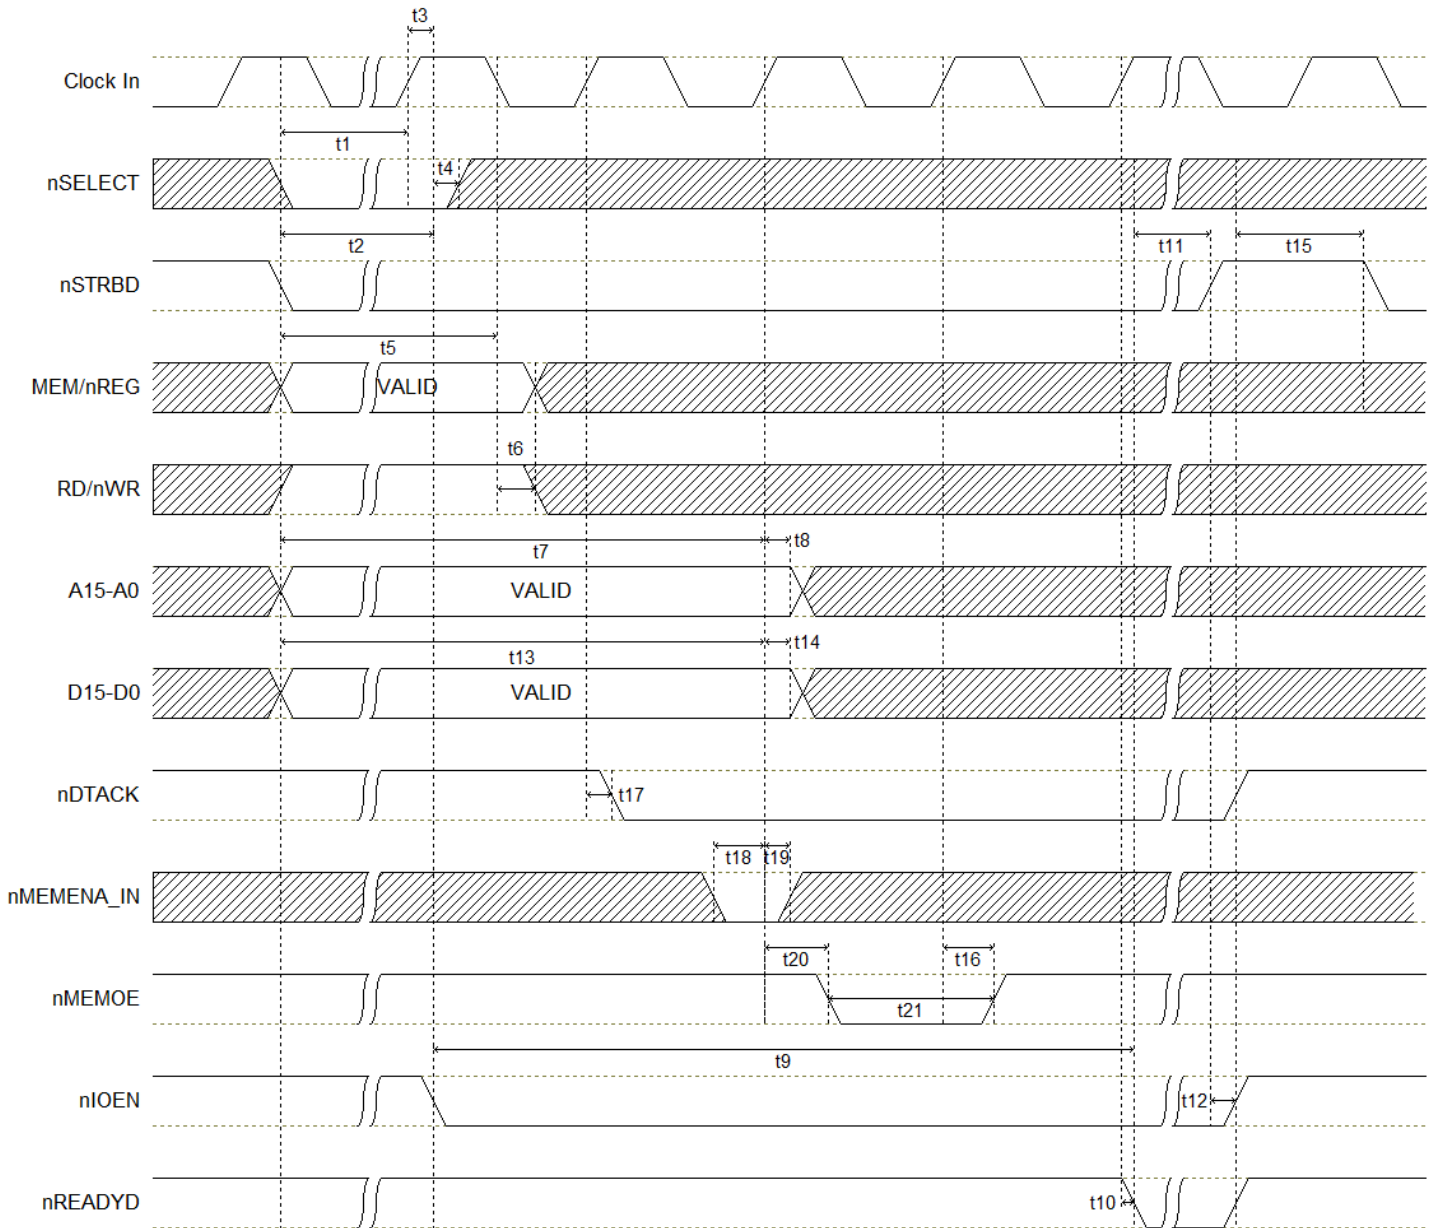 t3
Clock In
t1
nSELECT
t4
t2
t11
t15
nSTRBD
t5
MEM/nREG
VALID
t6
RD/nWR
t7
t8
A15-A0
VALID
t13
t14
D15-D0
VALID
nDTACK
t17
t18
t19
nMEMENA_IN
t20
t16
nMEMOE
t21
t9
nIOEN
t12
nREADYD
t10